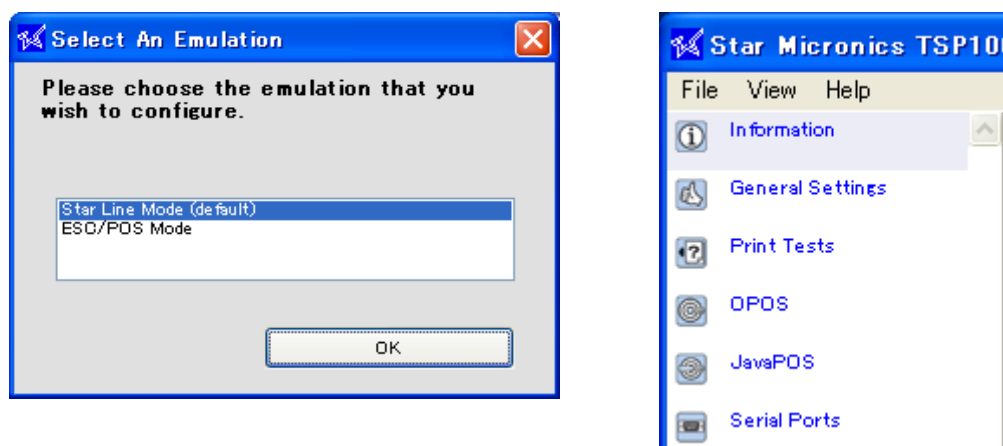 Select An Emulation
Please choose the emulation that you
wish to configure.
Star Line Mode (default)
ESC/POS Mode
OK
Star Micronics TSP10
File View Help
Information
General Settings
Print Tests
OPOS
JavaPOS
Serial Ports